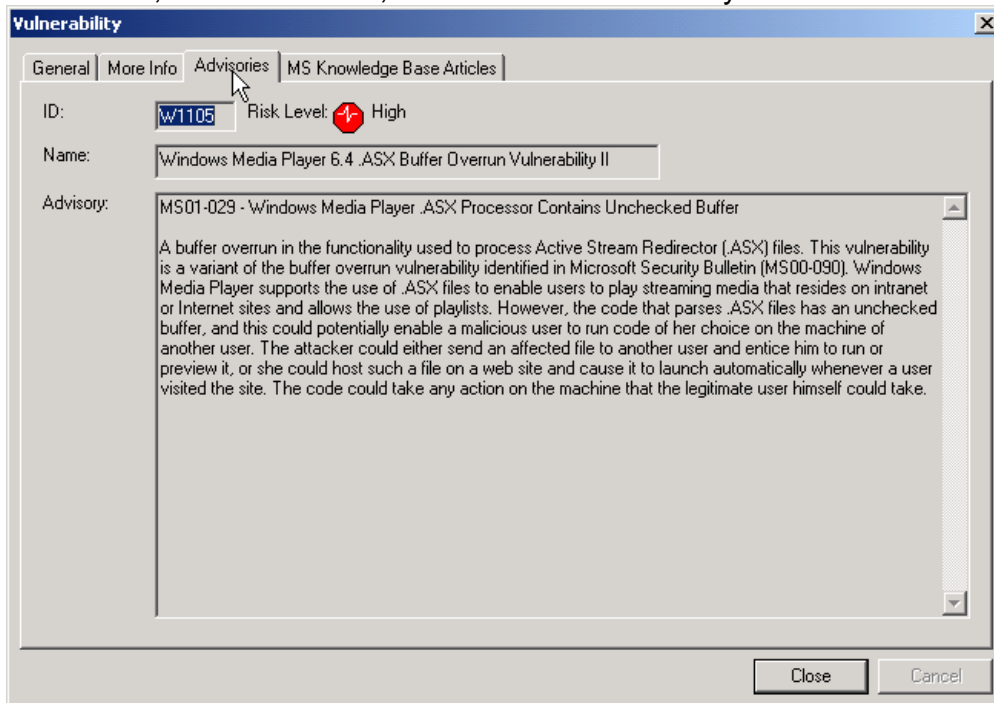 Vulnerability
General More Info Advisories MS Knowledge Base Articles
ID: W1105 Risk Level: High
Name: Windows Media Player 6.4 .ASX Buffer Overrun Vulnerability II
Advisory: MS01-029 - Windows Media Player .ASX Processor Contains Unchecked Buffer
A buffer overrun in the functionality used to process Active Stream Redirector (.ASX) files. This vulnerability
is a variant of the buffer overrun vulnerability identified in Microsoft Security Bulletin (MS00-090). Windows
Media Player supports the use of .ASX files to enable users to play streaming media that resides on intranet
or Internet sites and allows the use of playlists. However, the code that parses .ASX files has an unchecked
buffer, and this could potentially enable a malicious user to run code of her choice on the machine of
another user. The attacker could either send an affected file to another user and entice him to run or
preview it, or she could host such a file on a web site and cause it to launch automatically whenever a user
visited the site. The code could take any action on the machine that the legitimate user himself could take.
Close Cancel